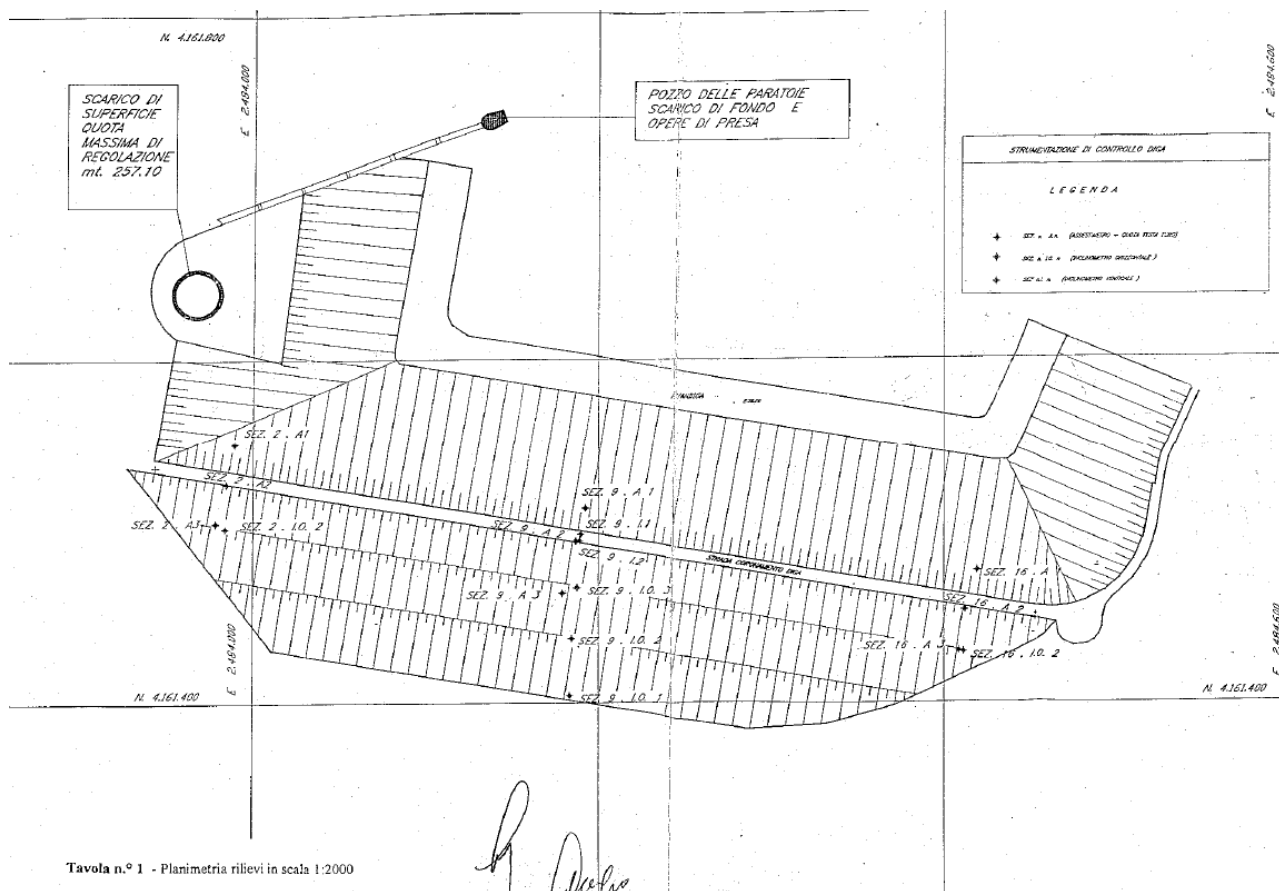 N. 4.161.800
E 2.484.000
E 2.484.600
SCARICO DI
SUPERFICIE
QUOTA
MASSIMA DI
REGOLAZIONE
mt. 257.10
POZZO DELLE PARATOIE
SCARICO DI FONDO E
OPERE DI PRESA
STRUMENTAZIONE DI CONTROLLO DIGA
LEGENDA
SEZ. 2 . A1
SEZ. 2 . A2
SEZ. 9 . A 1
SEZ. 9 . I.1
SEZ. 9 . A 2
SEZ. 2 . A3
SEZ. 2 . I.O. 2
SEZ. 9 . I.2
STRADA CORONAMENTO DIGA
SEZ. 16 . A
SEZ. 9 . A 3
SEZ. 9 . I.O. 3
SEZ. 16 . A 2
SEZ. 9 . I.O. 2
SEZ. 16 . A 3
SEZ. 16 . I.O. 2
E 2.484.000
E 2.484.600
N. 4.161.400
SEZ. 9 . I.O. 1
N. 4.161.400
Tavola n.º 1 - Planimetria rilievi in scala 1:2000